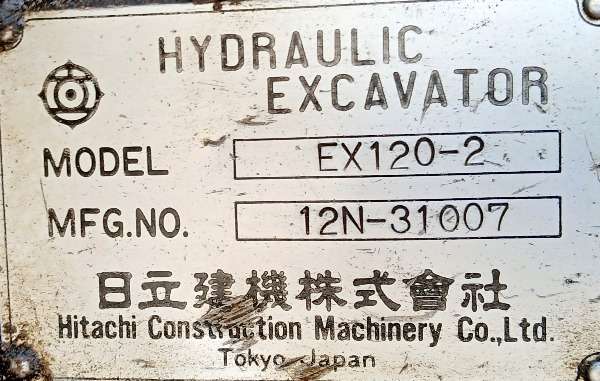 HYDRAULIC
EXCAVATOR
MODEL EX120-2
MFG.NO. 12N-31007
日立建機株式會社
Hitachi Construction Machinery Co.,Ltd.
Tokyo Japan